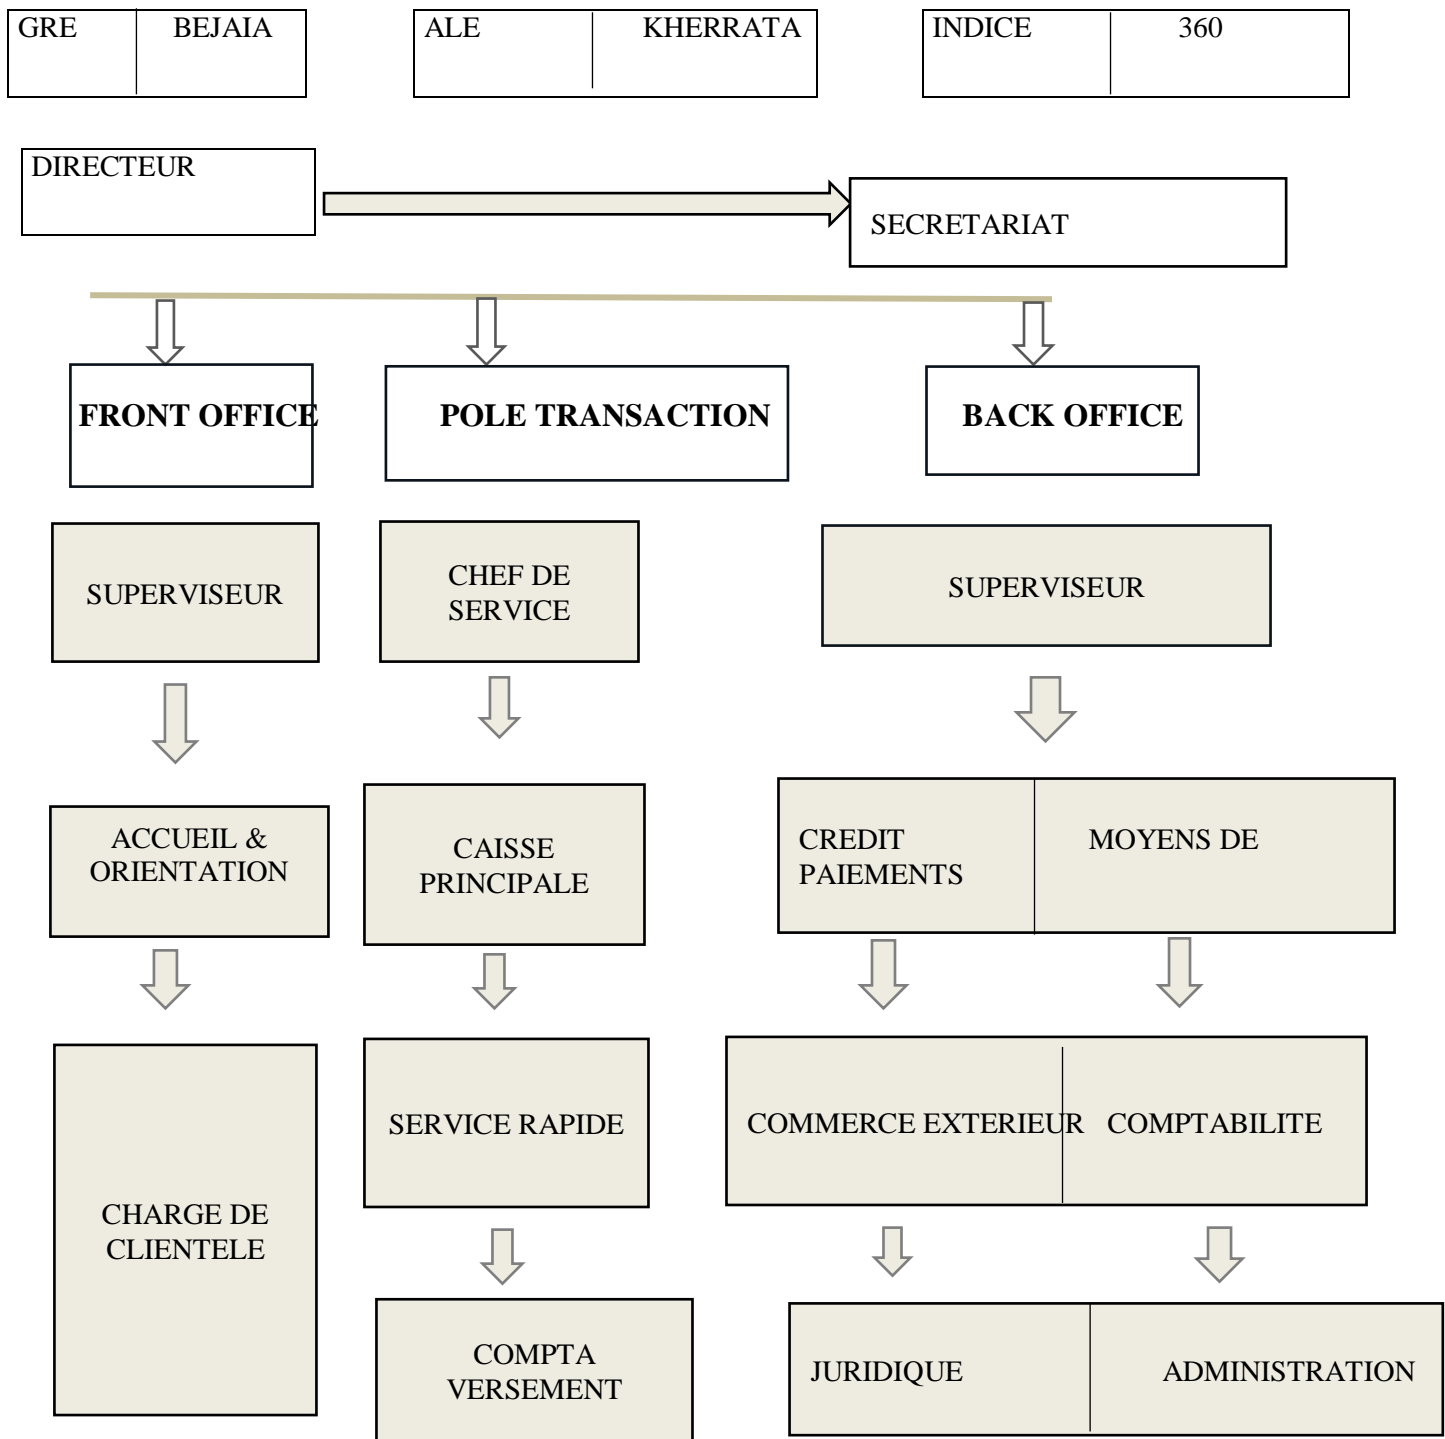 GRE BEJAIA ALE KHERRATA INDICE 360
DIRECTEUR
SECRETARIAT
FRONT OFFICE POLE TRANSACTION BACK OFFICE
SUPERVISEUR
CHEF DE
SERVICE
SUPERVISEUR
ACCUEIL &
ORIENTATION
CAISSE
PRINCIPALE
CREDIT MOYENS DE
PAIEMENTS
CHARGE DE
CLIENTELE
SERVICE RAPIDE
COMMERCE EXTERIEUR COMPTABILITE
COMPTA
VERSEMENT
JURIDIQUE ADMINISTRATION